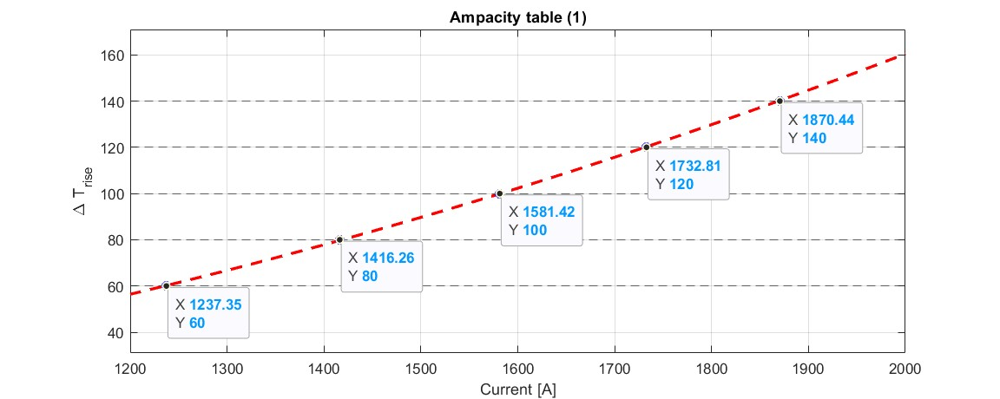 Ampacity table (1)
Δ T_rise
160
140
120
100
80
60
40
X 1870.44
Y 140
X 1732.81
Y 120
X 1581.42
Y 100
X 1416.26
Y 80
X 1237.35
Y 60
1200 1300 1400 1500 1600 1700 1800 1900 2000
Current [A]